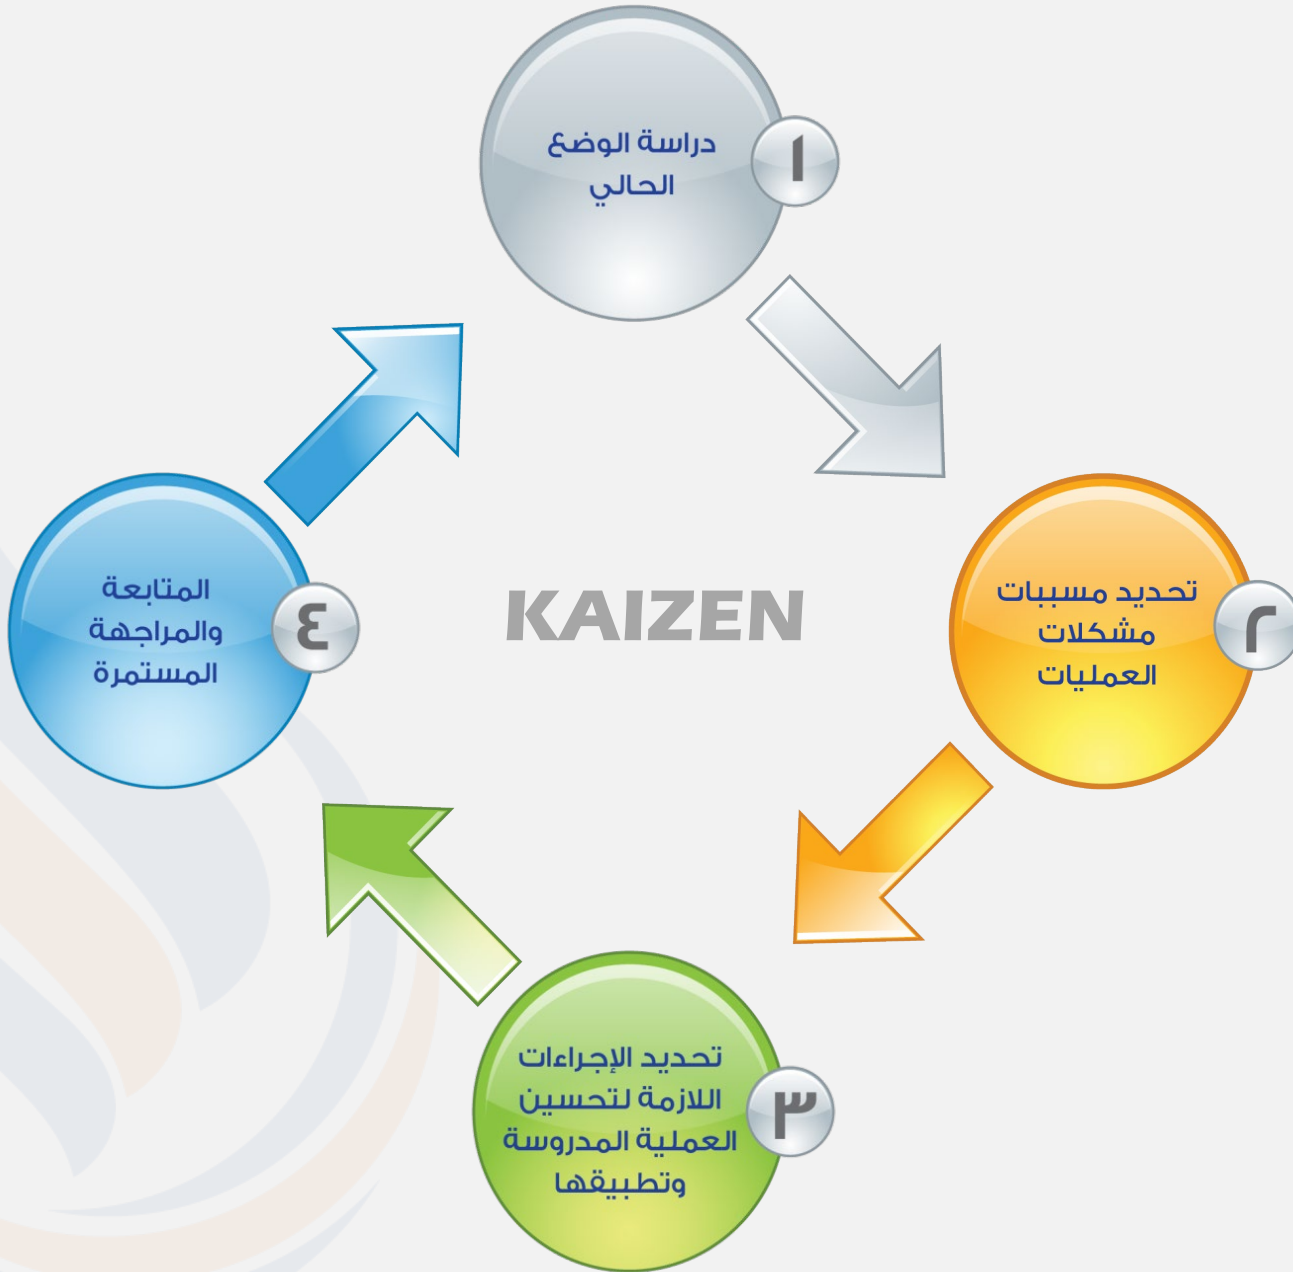 ١
دراسة الوضع
الحالي
٢
تحديد مسببات
مشكلات
العمليات
٣
تحديد الإجراءات
اللازمة لتحسين
العملية المدروسة
وتطبيقها
٤
المتابعة
والمراجهة
المستمرة
KAIZEN